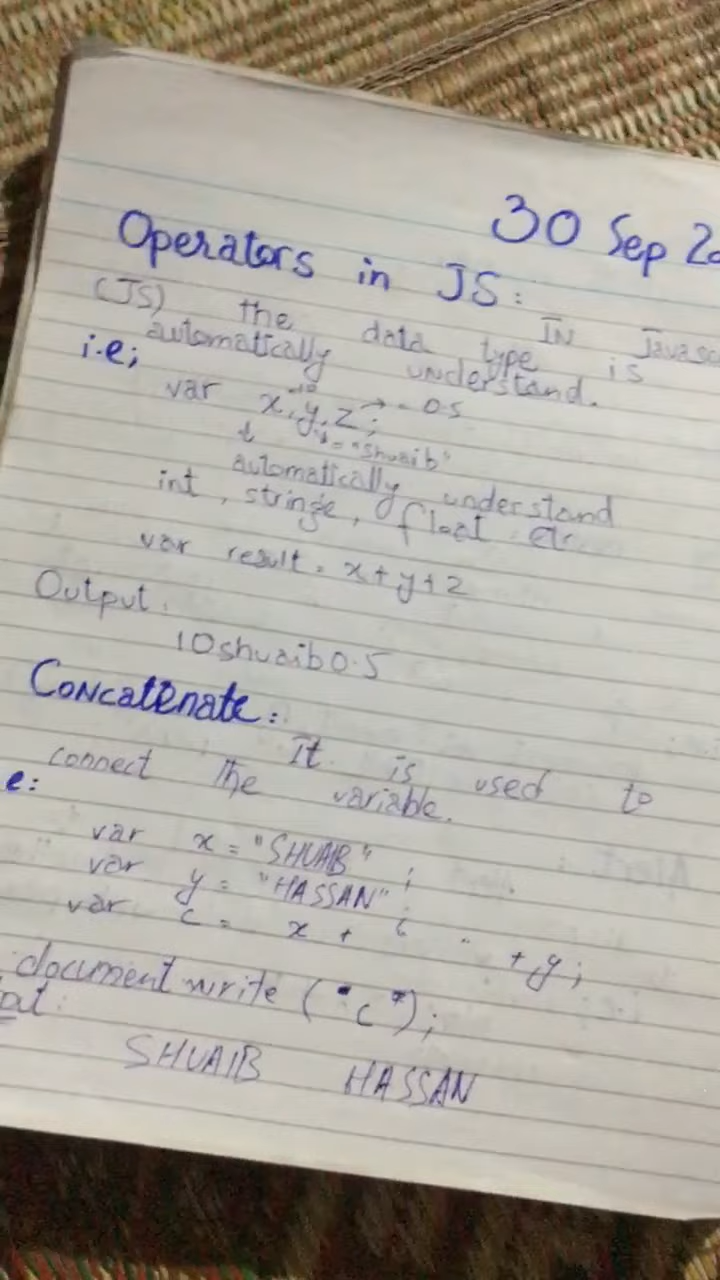 30 Sep 20
Operators in JS:
IN Javasc
(JS) the data type is
automatically understand.
i.e;
var x,y,z; → -0.5
↓ ↓= "Shuaib"
automatically understand
int, stringe, float etc.
var result = x+y+z
Output:
10shuaib0.5
Concatenate:
It is used to
connect the variable.
e:
var x = "SHUAIB" ;
var y = "HASSAN" ;
var c = x + " " +y;
document write ("c");
put:
SHUAIB HASSAN